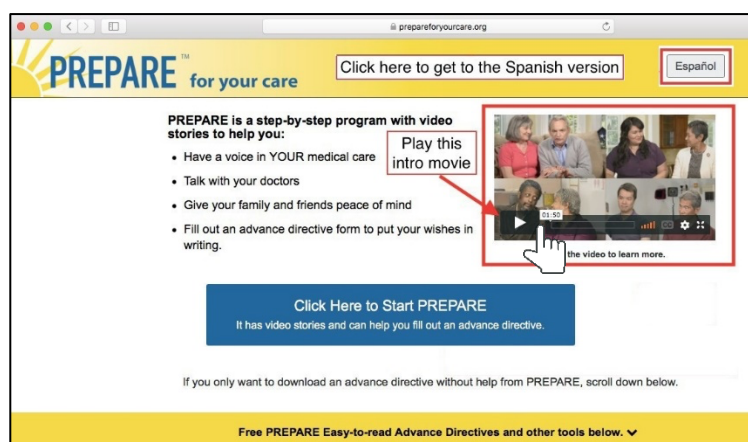 prepareforyourcare.org
PREPARE™ for your care
Click here to get to the Spanish version
Español
PREPARE is a step-by-step program with video
stories to help you:
• Have a voice in YOUR medical care
• Talk with your doctors
• Give your family and friends peace of mind
• Fill out an advance directive form to put your wishes in
writing.
Play this
intro movie
01:50
CC
the video to learn more.
Click Here to Start PREPARE
It has video stories and can help you fill out an advance directive.
If you only want to download an advance directive without help from PREPARE, scroll down below.
Free PREPARE Easy-to-read Advance Directives and other tools below.